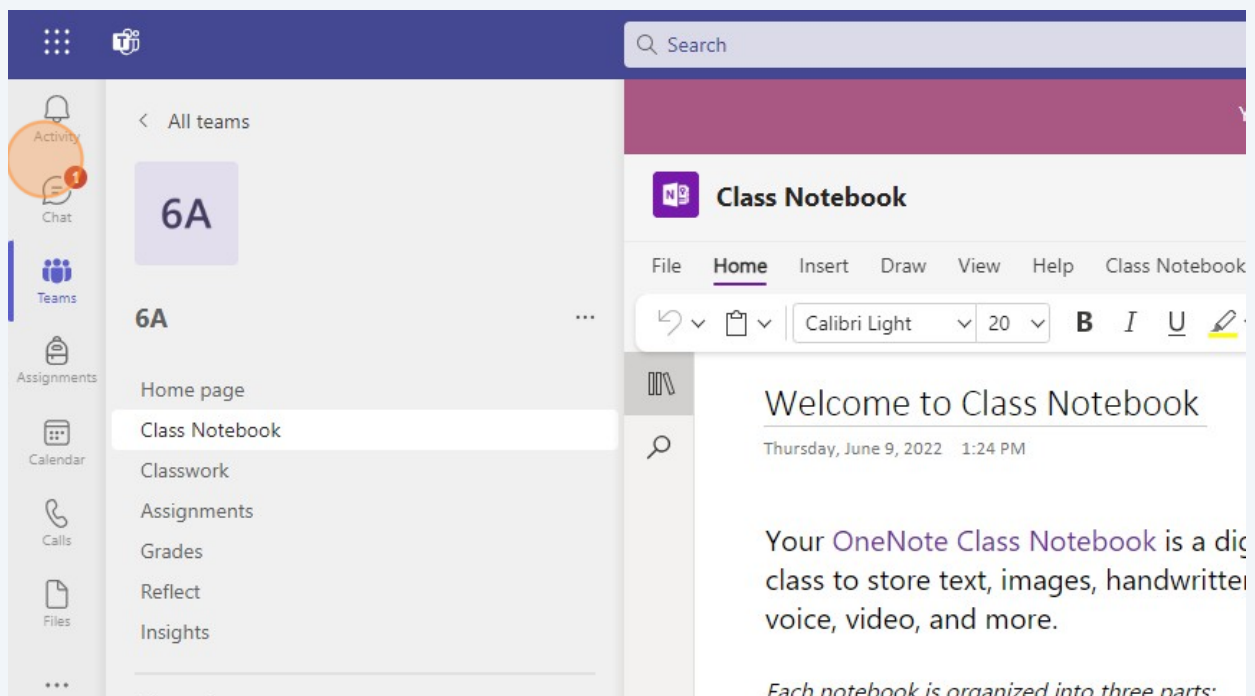 Search
Activity
1
Chat
Teams
Assignments
Calendar
Calls
Files
All teams
6A
6A
Home page
Class Notebook
Classwork
Assignments
Grades
Reflect
Insights
Class Notebook
File Home Insert Draw View Help Class Notebook
Calibri Light 20 B I U
Welcome to Class Notebook
Thursday, June 9, 2022 1:24 PM
Your OneNote Class Notebook is a
class to store text, images,
voice, video, and more.
Each notebook is organized into three parts: